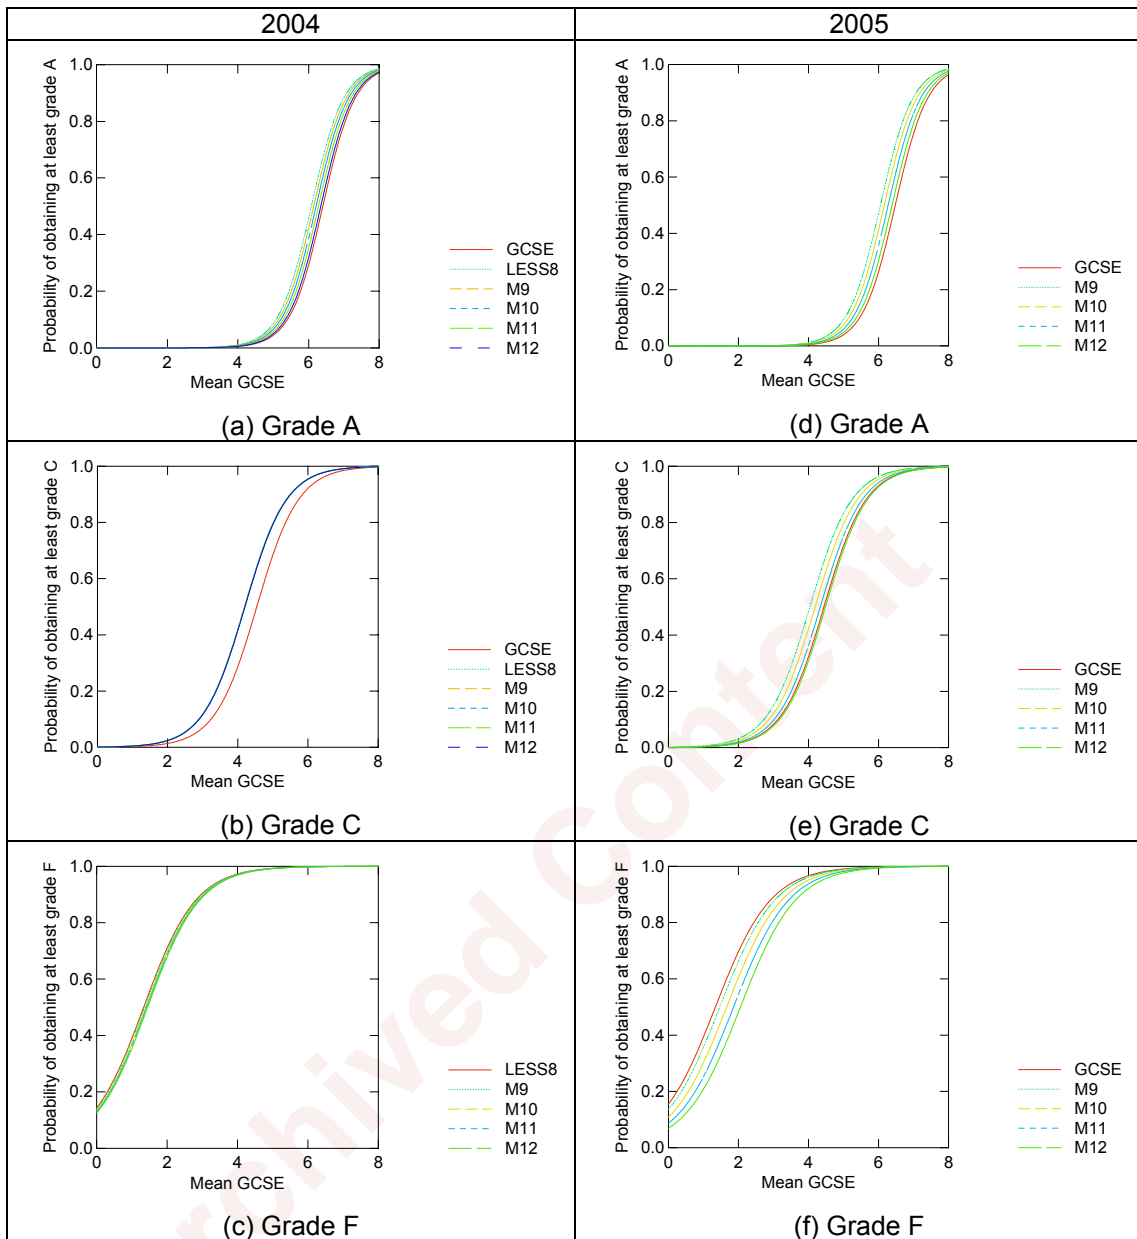 2004
2005
Probability of obtaining at least grade A
1.0
0.8
0.6
0.4
0.2
0.0
0 2 4 6 8
Mean GCSE
GCSE
LESS8
M9
M10
M11
M12
(a) Grade A
Probability of obtaining at least grade A
1.0
0.8
0.6
0.4
0.2
0.0
0 2 4 6 8
Mean GCSE
GCSE
M9
M10
M11
M12
(d) Grade A
Probability of obtaining at least grade C
1.0
0.8
0.6
0.4
0.2
0.0
0 2 4 6 8
Mean GCSE
GCSE
LESS8
M9
M10
M11
M12
(b) Grade C
Probability of obtaining at least grade C
1.0
0.8
0.6
0.4
0.2
0.0
0 2 4 6 8
Mean GCSE
GCSE
M9
M10
M11
M12
(e) Grade C
Probability of obtaining at least grade F
1.0
0.8
0.6
0.4
0.2
0.0
0 2 4 6 8
Mean GCSE
LESS8
M9
M10
M11
M12
(c) Grade F
Probability of obtaining at least grade F
1.0
0.8
0.6
0.4
0.2
0.0
0 2 4 6 8
Mean GCSE
GCSE
M9
M10
M11
M12
(f) Grade F
rchived Content